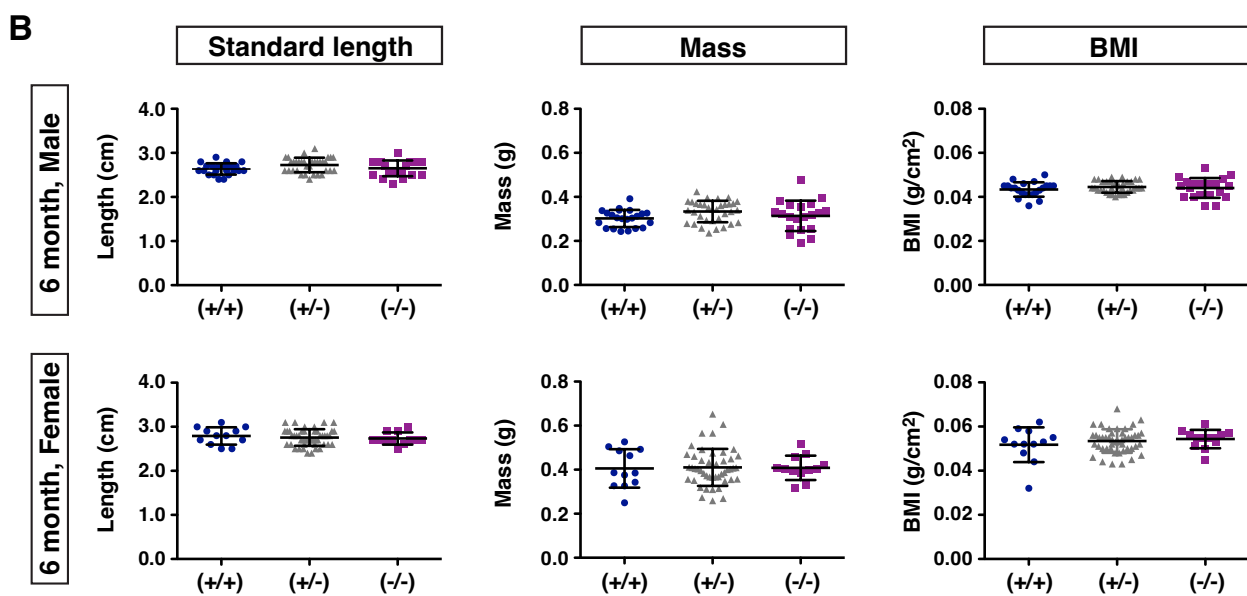 B
Standard length
Mass
BMI
6 month, Male
Length (cm)
4.0
3.0
2.0
1.0
0.0
(+/+) (+/-) (-/-)
Mass (g)
0.8
0.6
0.4
0.2
0.0
(+/+) (+/-) (-/-)
BMI (g/cm2)
0.08
0.06
0.04
0.02
0.00
(+/+) (+/-) (-/-)
6 month, Female
Length (cm)
4.0
3.0
2.0
1.0
0.0
(+/+) (+/-) (-/-)
Mass (g)
0.8
0.6
0.4
0.2
0.0
(+/+) (+/-) (-/-)
BMI (g/cm2)
0.08
0.06
0.04
0.02
0.00
(+/+) (+/-) (-/-)